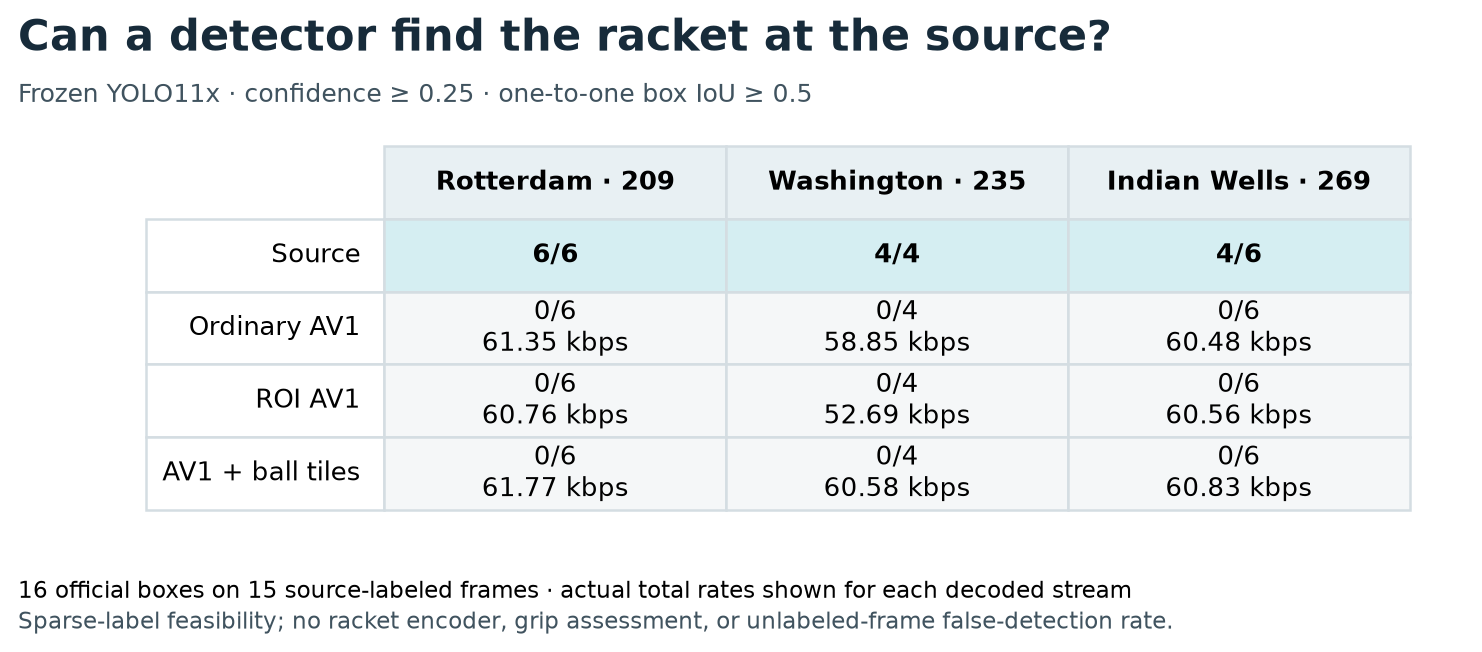 Can a detector find the racket at the source?
Frozen YOLO11x · confidence ≥ 0.25 · one-to-one box IoU ≥ 0.5
Rotterdam · 209 Washington · 235 Indian Wells · 269
Source 6/6 4/4 4/6
Ordinary AV1 0/6 0/4 0/6
61.35 kbps 58.85 kbps 60.48 kbps
ROI AV1 0/6 0/4 0/6
60.76 kbps 52.69 kbps 60.56 kbps
AV1 + ball tiles 0/6 0/4 0/6
61.77 kbps 60.58 kbps 60.83 kbps
16 official boxes on 15 source-labeled frames · actual total rates shown for each decoded stream
Sparse-label feasibility; no racket encoder, grip assessment, or unlabeled-frame false-detection rate.